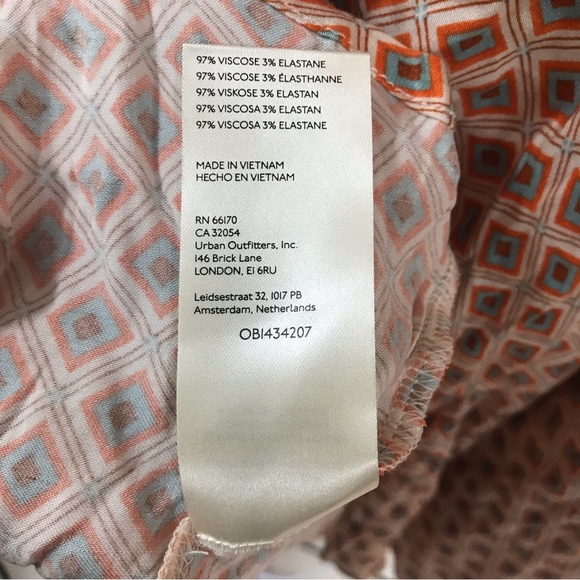 97% VISCOSE 3% ELASTANE
97% VISCOSE 3% ÉLASTHANNE
97% VISKOSE 3% ELASTAN
97% VISCOSA 3% ELASTAN
97% VISCOSA 3% ELASTANE
MADE IN VIETNAM
HECHO EN VIETNAM
RN 66170
CA 32054
Urban Outfitters, Inc.
146 Brick Lane
LONDON, E1 6RU
Leidsestraat 32, 1017 PB
Amsterdam, Netherlands
OB1434207